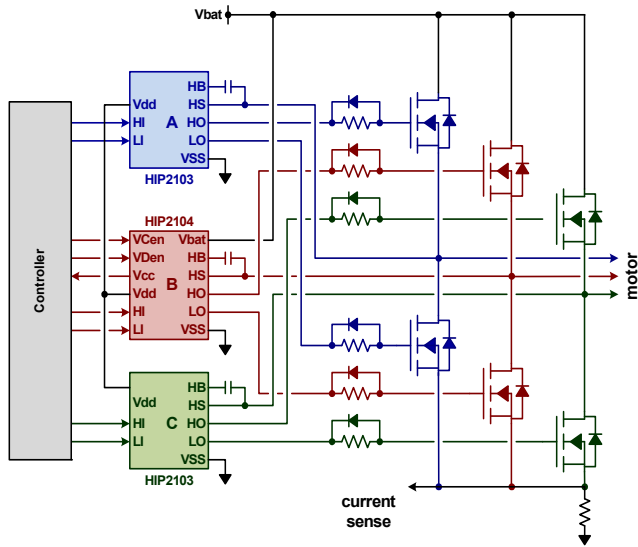 Vbat
Controller
HB
Vdd
HS
HI
A
HO
LI
LO
VSS
HIP2103
HIP2104
VCen
Vbat
VDen
HB
Vcc
HS
Vdd
B
HO
HI
LO
LI
VSS
motor
HB
Vdd
HS
HI
C
HO
LI
LO
VSS
HIP2103
current
sense